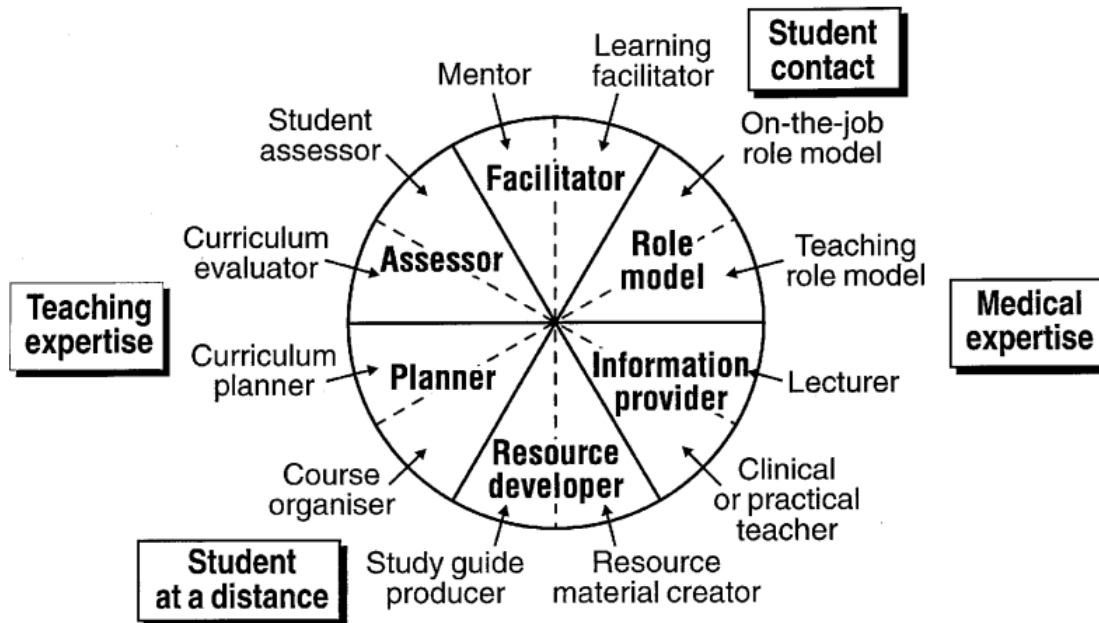 Student
contact
Learning
facilitator
Mentor
On-the-job
role model
Student
assessor
Facilitator
Role
model
Teaching
role model
Curriculum
evaluator
Assessor
Teaching
expertise
Medical
expertise
Curriculum
planner
Planner
Information
provider
Lecturer
Resource
developer
Course
organiser
Clinical
or practical
teacher
Student
at a distance
Study guide
producer
Resource
material creator